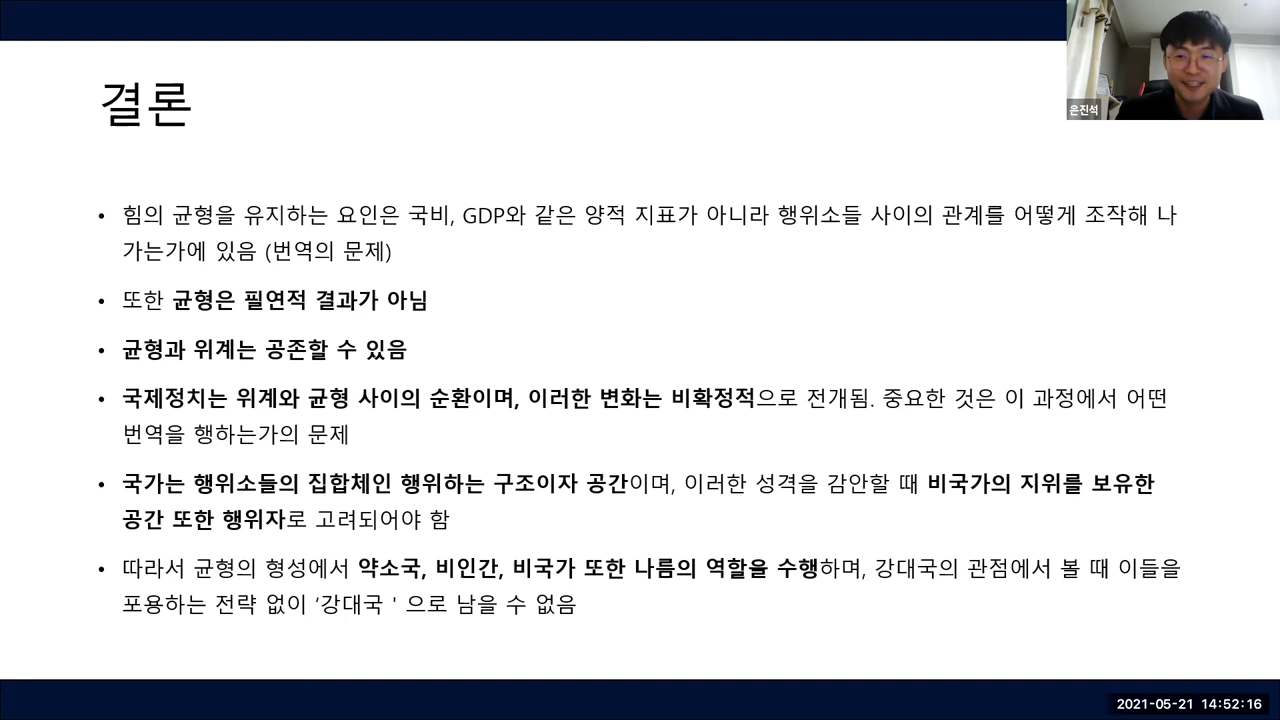 은진석
결론
• 힘의 균형을 유지하는 요인은 국비, GDP와 같은 양적 지표가 아니라 행위소들 사이의 관계를 어떻게 조작해 나
가는가에 있음 (번역의 문제)
• 또한 균형은 필연적 결과가 아님
• 균형과 위계는 공존할 수 있음
• 국제정치는 위계와 균형 사이의 순환이며, 이러한 변화는 비확정적으로 전개됨. 중요한 것은 이 과정에서 어떤
번역을 행하는가의 문제
• 국가는 행위소들의 집합체인 행위하는 구조이자 공간이며, 이러한 성격을 감안할 때 비국가의 지위를 보유한
공간 또한 행위자로 고려되어야 함
• 따라서 균형의 형성에서 약소국, 비인간, 비국가 또한 나름의 역할을 수행하며, 강대국의 관점에서 볼 때 이들을
포용하는 전략 없이 ‘강대국 ' 으로 남을 수 없음
2021-05-21 14:52:16